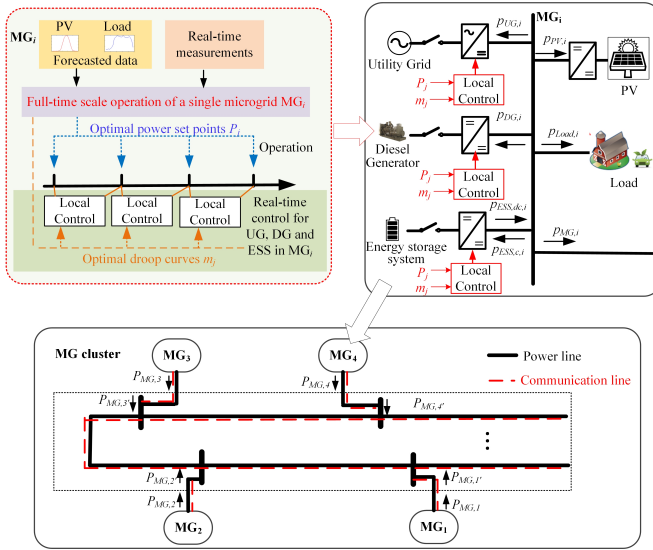 MGi
PV
Load
Forecasted data
Real-time
measurements
Full-time scale operation of a single microgrid MGi
Optimal power set points Pj
Operation
Local
Control
Local
Control
Local
Control
Real-time
control for
UG, DG and
ESS in MGi
Optimal droop curves mj
MGi
Utility Grid
pUG,i
Pj
mj
Local
Control
pPV,i
PV
Diesel
Generator
pDG,i
Pj
mj
Local
Control
pLoad,i
Load
Energy storage
system
pESS,dc,i
pESS,c,i
Pj
mj
Local
Control
pMG,i
MG cluster
MG3
MG4
Power line
Communication line
PMG,3
PMG,3'
PMG,4
PMG,4'
⋮
PMG,2'
PMG,2
MG2
PMG,1'
PMG,1
MG1